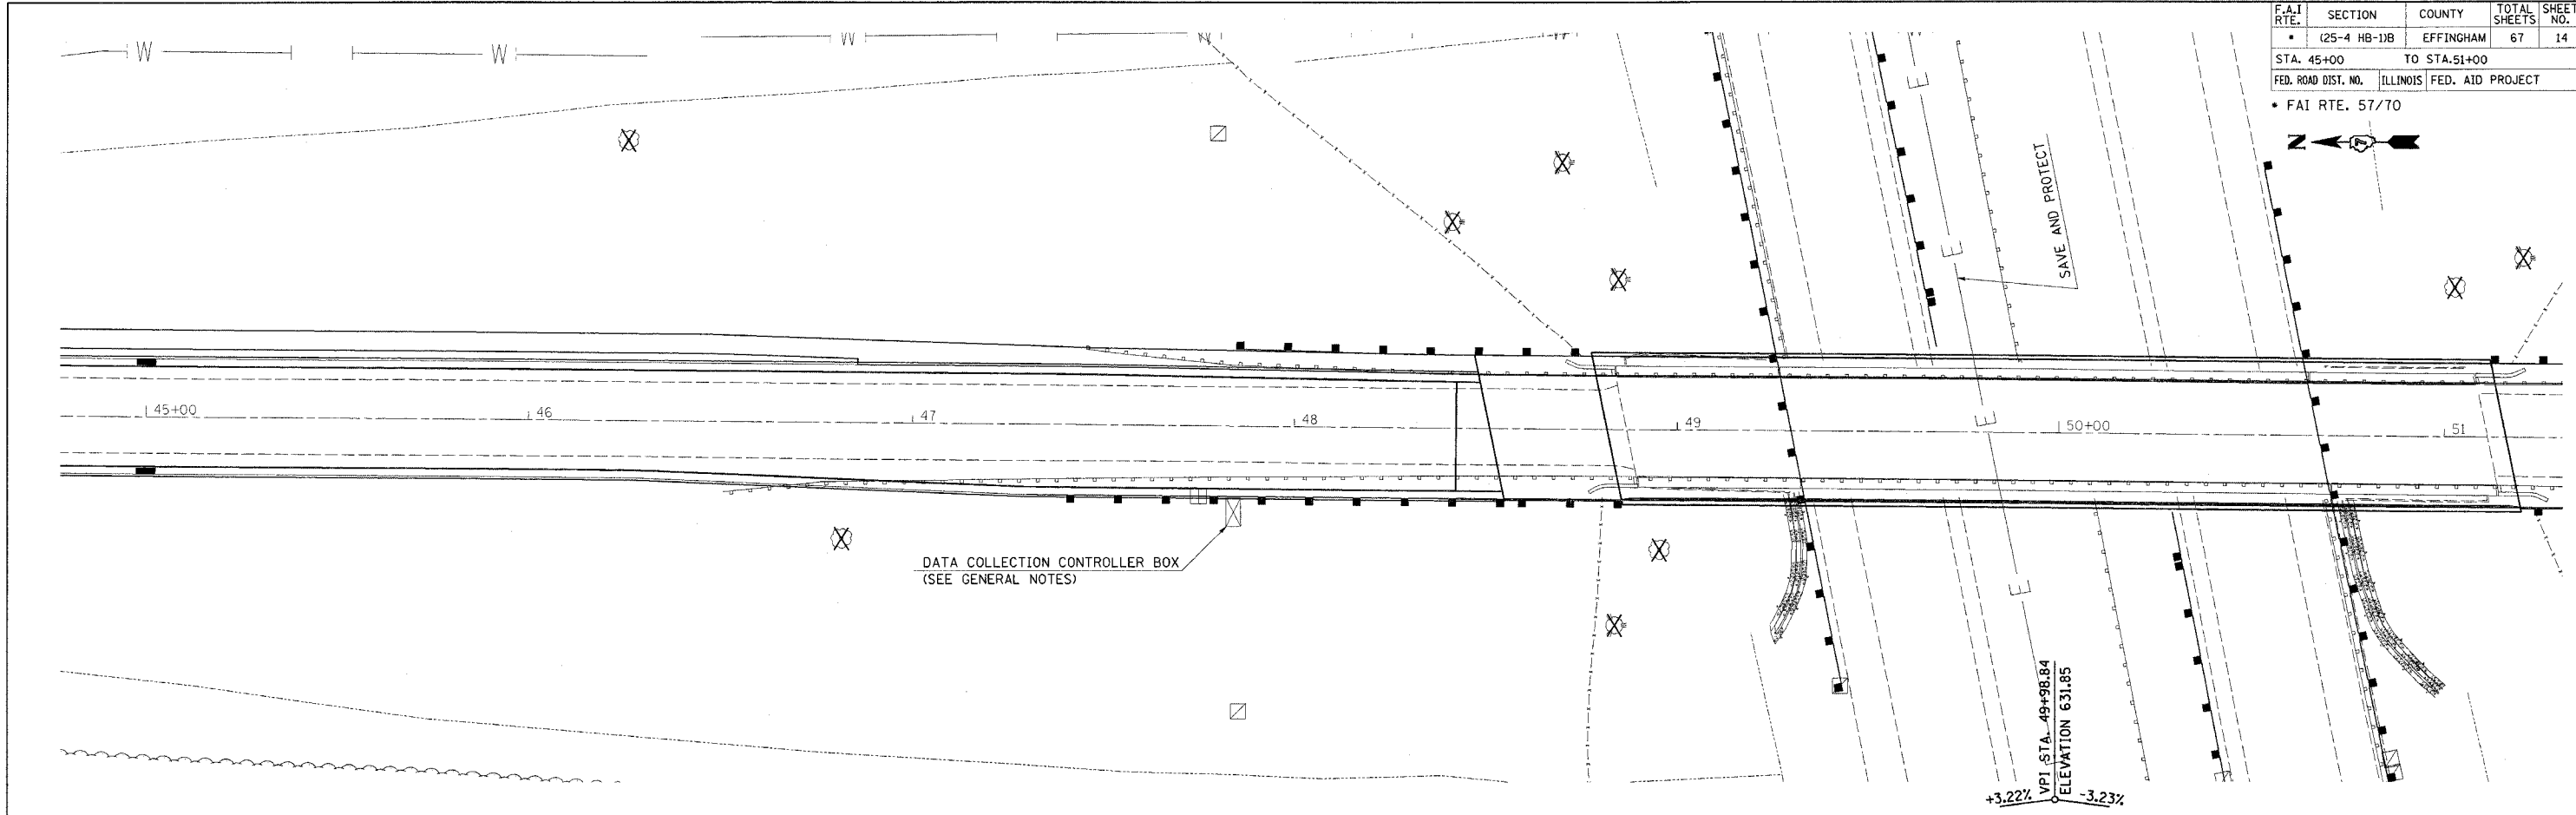 F.A.I RTE. SECTION COUNTY TOTAL SHEETS SHEET NO.
* (25-4 HB-1)B EFFINGHAM 67 14
STA. 45+00 TO STA.51+00
FED. ROAD DIST. NO. ILLINOIS FED. AID PROJECT
* FAI RTE. 57/70
N
W W W W
E
SAVE AND PROTECT
E
E
45+00 46 47 48 49 50+00 51
E
DATA COLLECTION CONTROLLER BOX
(SEE GENERAL NOTES)
E
VPI STA. 49+98.84
ELEVATION 631.85
+3.22% -3.23%